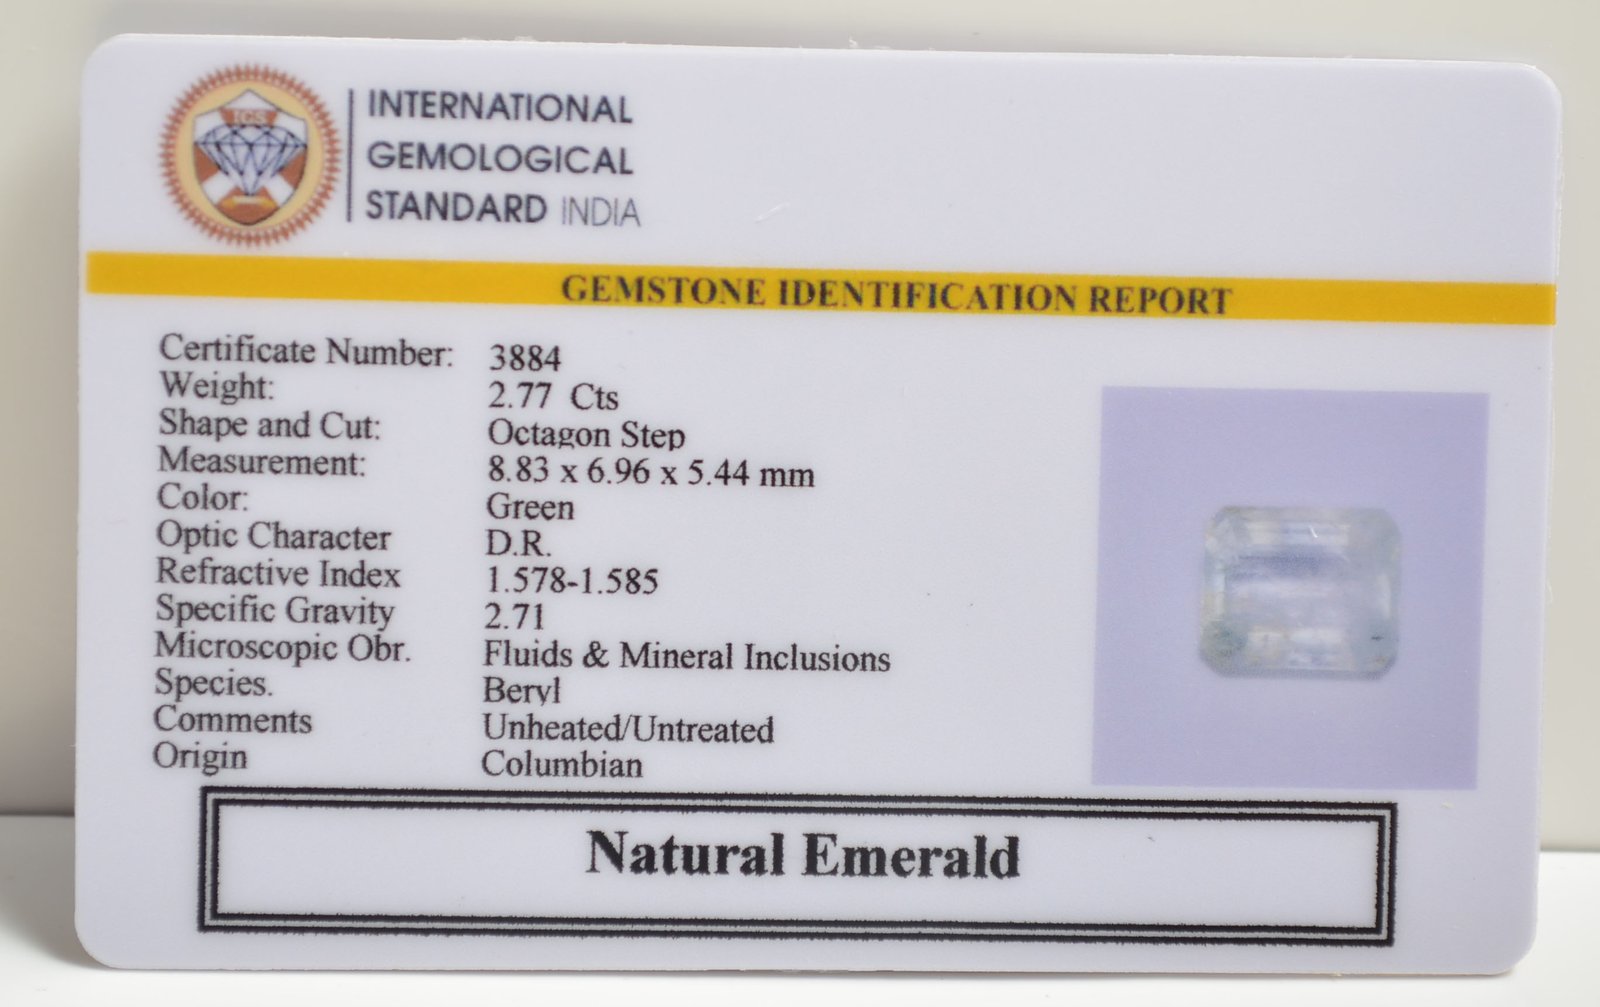 IGS
INTERNATIONAL
GEMOLOGICAL
STANDARD INDIA
GEMSTONE IDENTIFICATION REPORT
Certificate Number: 3884
Weight: 2.77 Cts
Shape and Cut: Octagon Step
Measurement: 8.83 x 6.96 x 5.44 mm
Color: Green
Optic Character D.R.
Refractive Index 1.578-1.585
Specific Gravity 2.71
Microscopic Obr. Fluids & Mineral Inclusions
Species. Beryl
Comments Unheated/Untreated
Origin Columbian
Natural Emerald